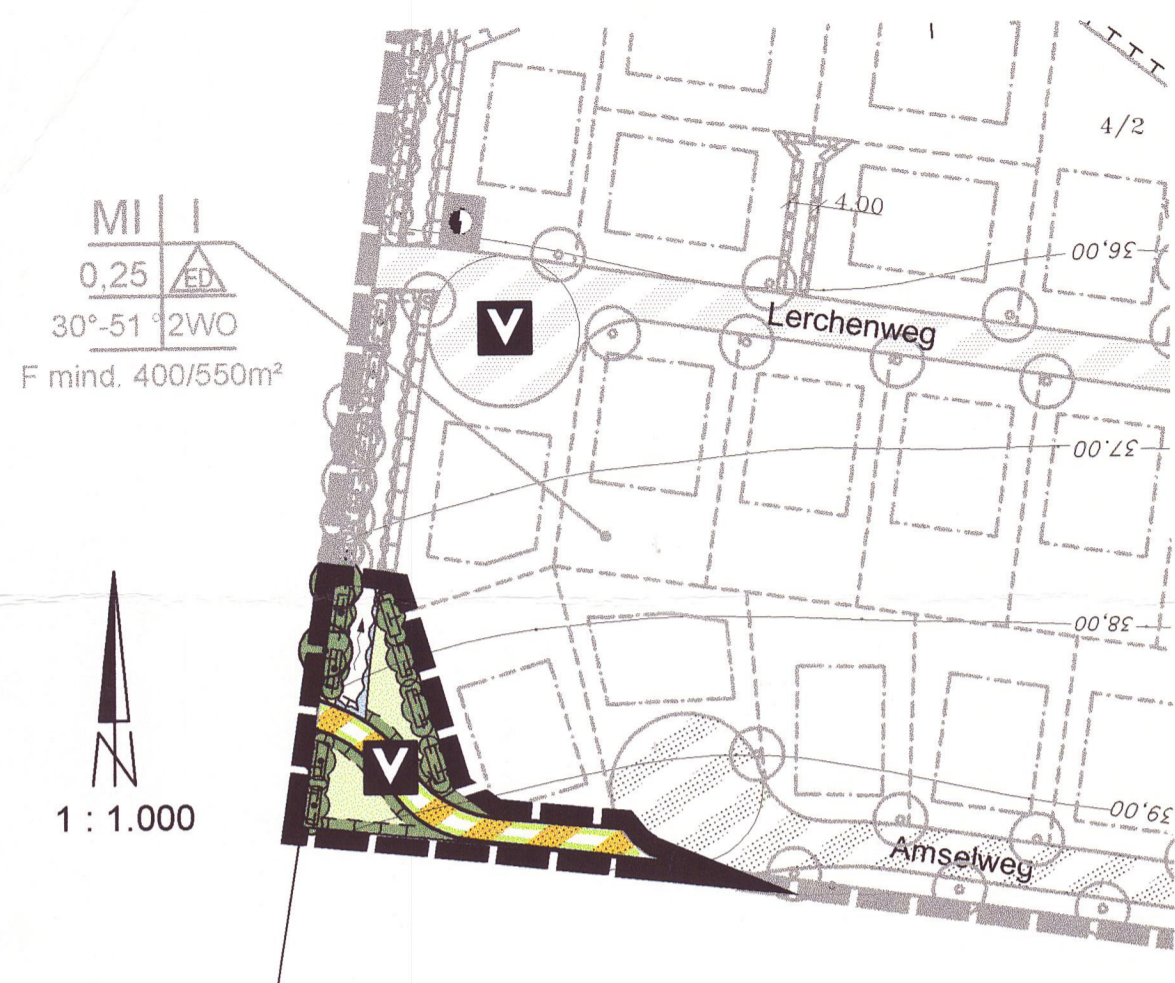 4/2
MI I
4.00
36,00
0,25 ED
V
Lerchenweg
30°-51° 2WO
F mind. 400/550m²
37.00
38,00
V
N
39,00
1 : 1.000
Amselweg